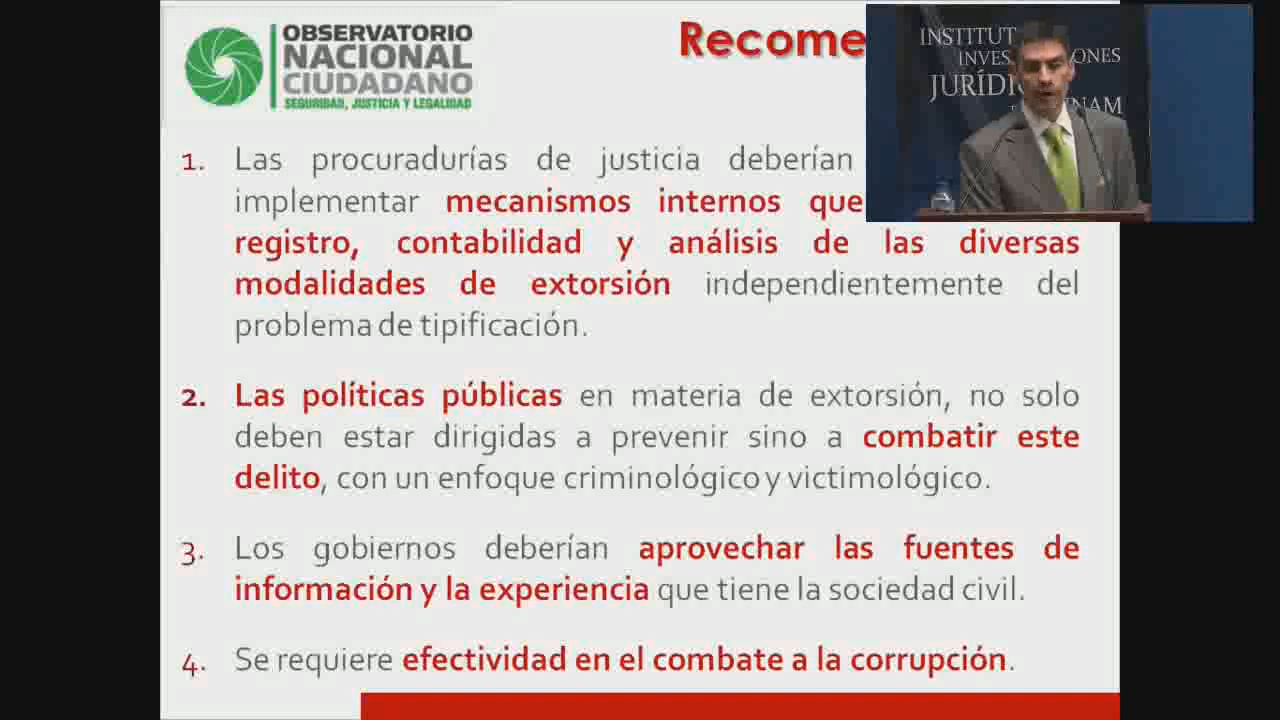 OBSERVATORIO
NACIONAL
CIUDADANO
SEGURIDAD, JUSTICIA Y LEGALIDAD
Recome
INSTITUT
INVES IONES
JURÍDI
UNAM
1. Las procuradurías de justicia deberían
implementar mecanismos internos que
registro, contabilidad y análisis de las diversas
modalidades de extorsión independientemente del
problema de tipificación.
2. Las políticas públicas en materia de extorsión, no solo
deben estar dirigidas a prevenir sino a combatir este
delito, con un enfoque criminológico y victimológico.
3. Los gobiernos deberían aprovechar las fuentes de
información y la experiencia que tiene la sociedad civil.
4. Se requiere efectividad en el combate a la corrupción.